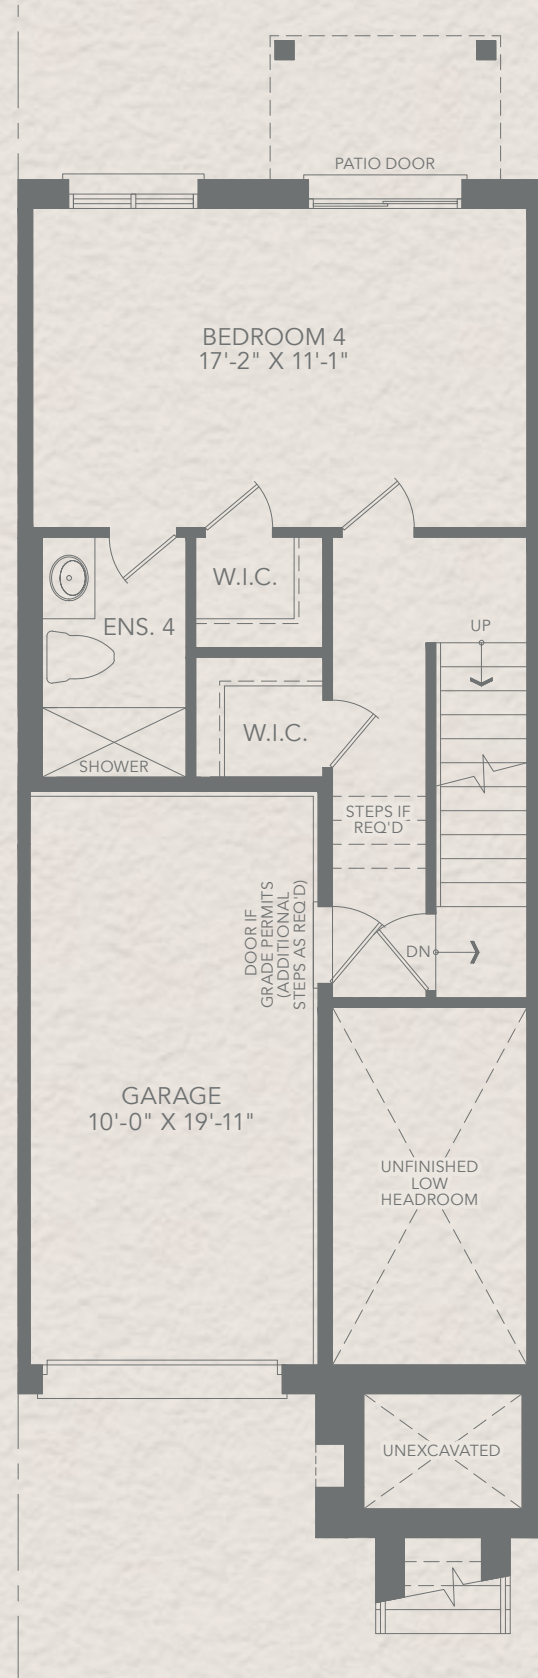 PATIO DOOR
BEDROOM 4
17'-2" X 11'-1"
W.I.C.
ENS. 4
UP
W.I.C.
SHOWER
STEPS IF
REQ'D
DOOR IF
GRADE PERMITS
(ADDITIONAL
STEPS AS REQ'D)
DN
GARAGE
10'-0" X 19'-11"
UNFINISHED
LOW
HEADROOM
UNEXCAVATED